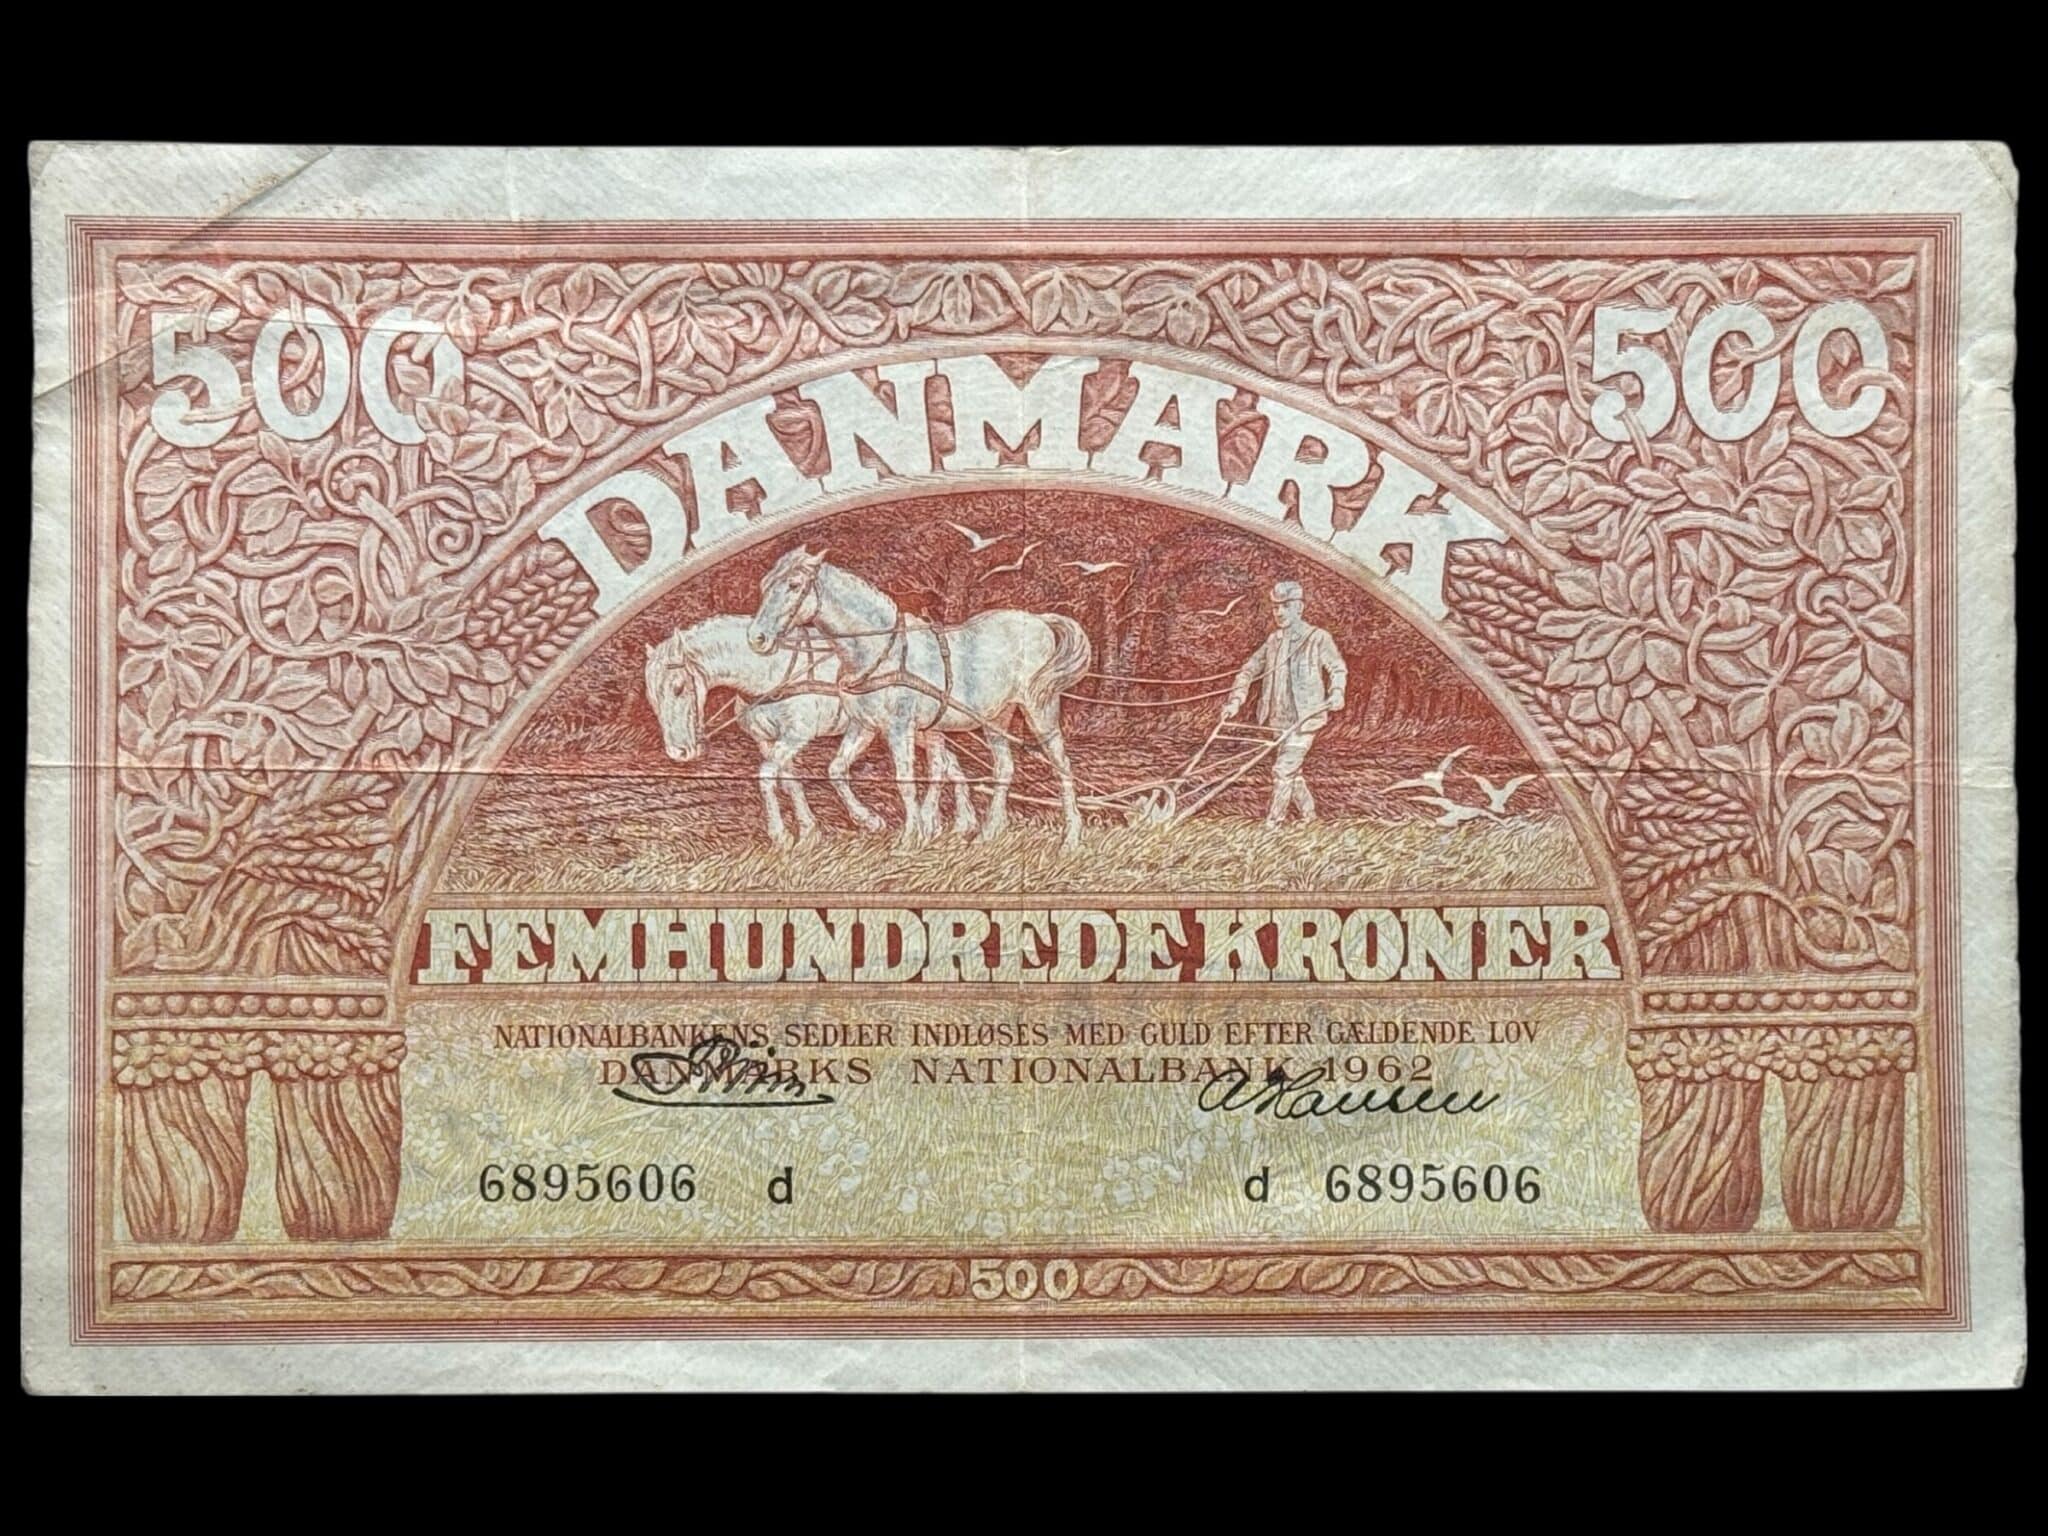 500 500
DANMARK
FEMHUNDREDE KRONER
NATIONALBANKENS SEDLER INDLØSES MED GULD EFTER GÆLDENDE LOV
DANMARKS NATIONALBANK 1962
A Hansen
6895606 d d 6895606
500